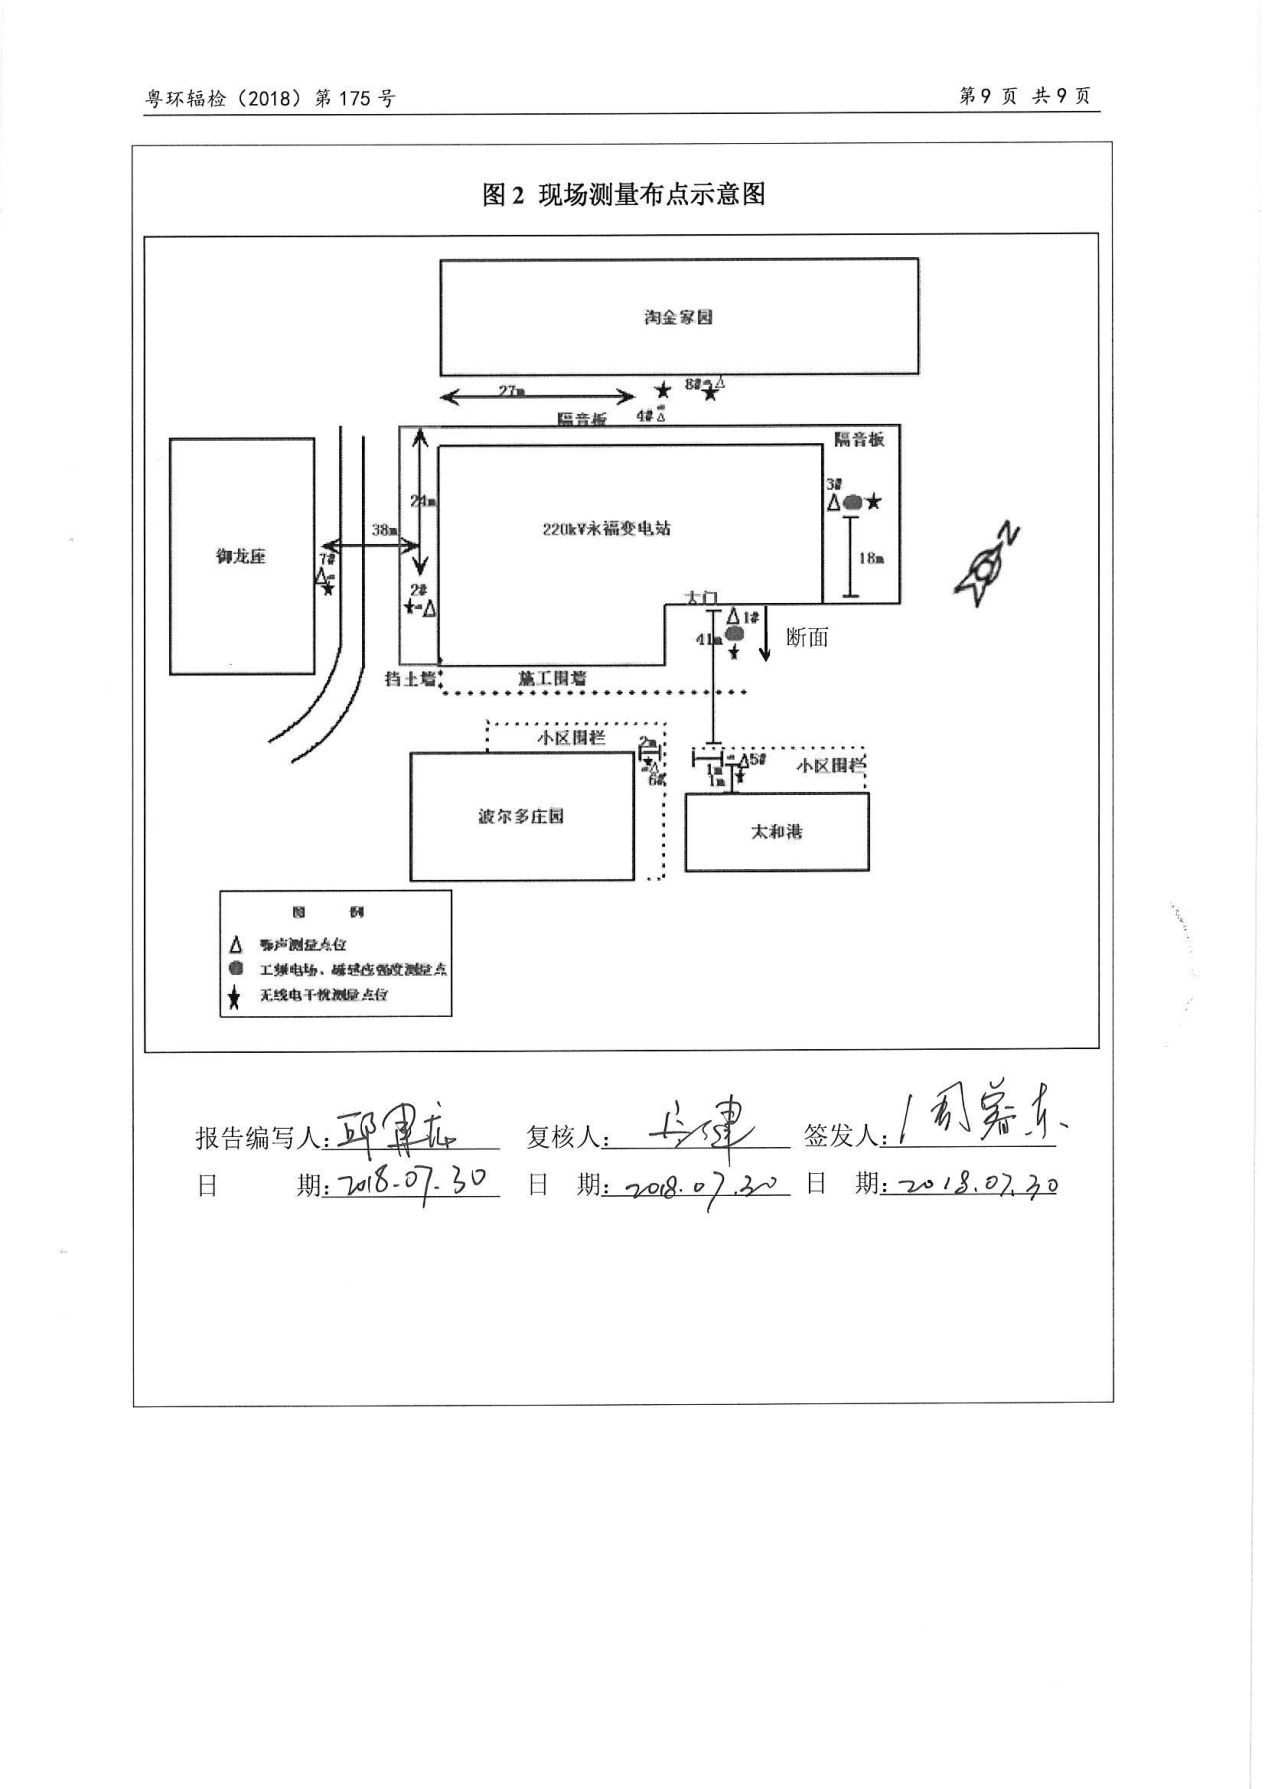 粤环辐检（2018）第 175 号
第 9 页 共 9 页
图 2 现场测量布点示意图
淘金家园
27m
8#
隔音板
4#
隔音板
24m
3#
220kV永福变电站
38m
御龙座
7#
18m
N
2#
大门
1#
41m
断面
挡土墙
施工围墙
小区围栏
2m
6#
1m
1m
5#
小区围栏
波尔多庄园
太和港
图 例
噪声测量点位
工频电场、磁感应强度测量点
无线电干扰测量点位
报告编写人: 复核人: 签发人:
日 期: 2018.07.30 日 期: 2018.07.30 日 期: 2018.07.30